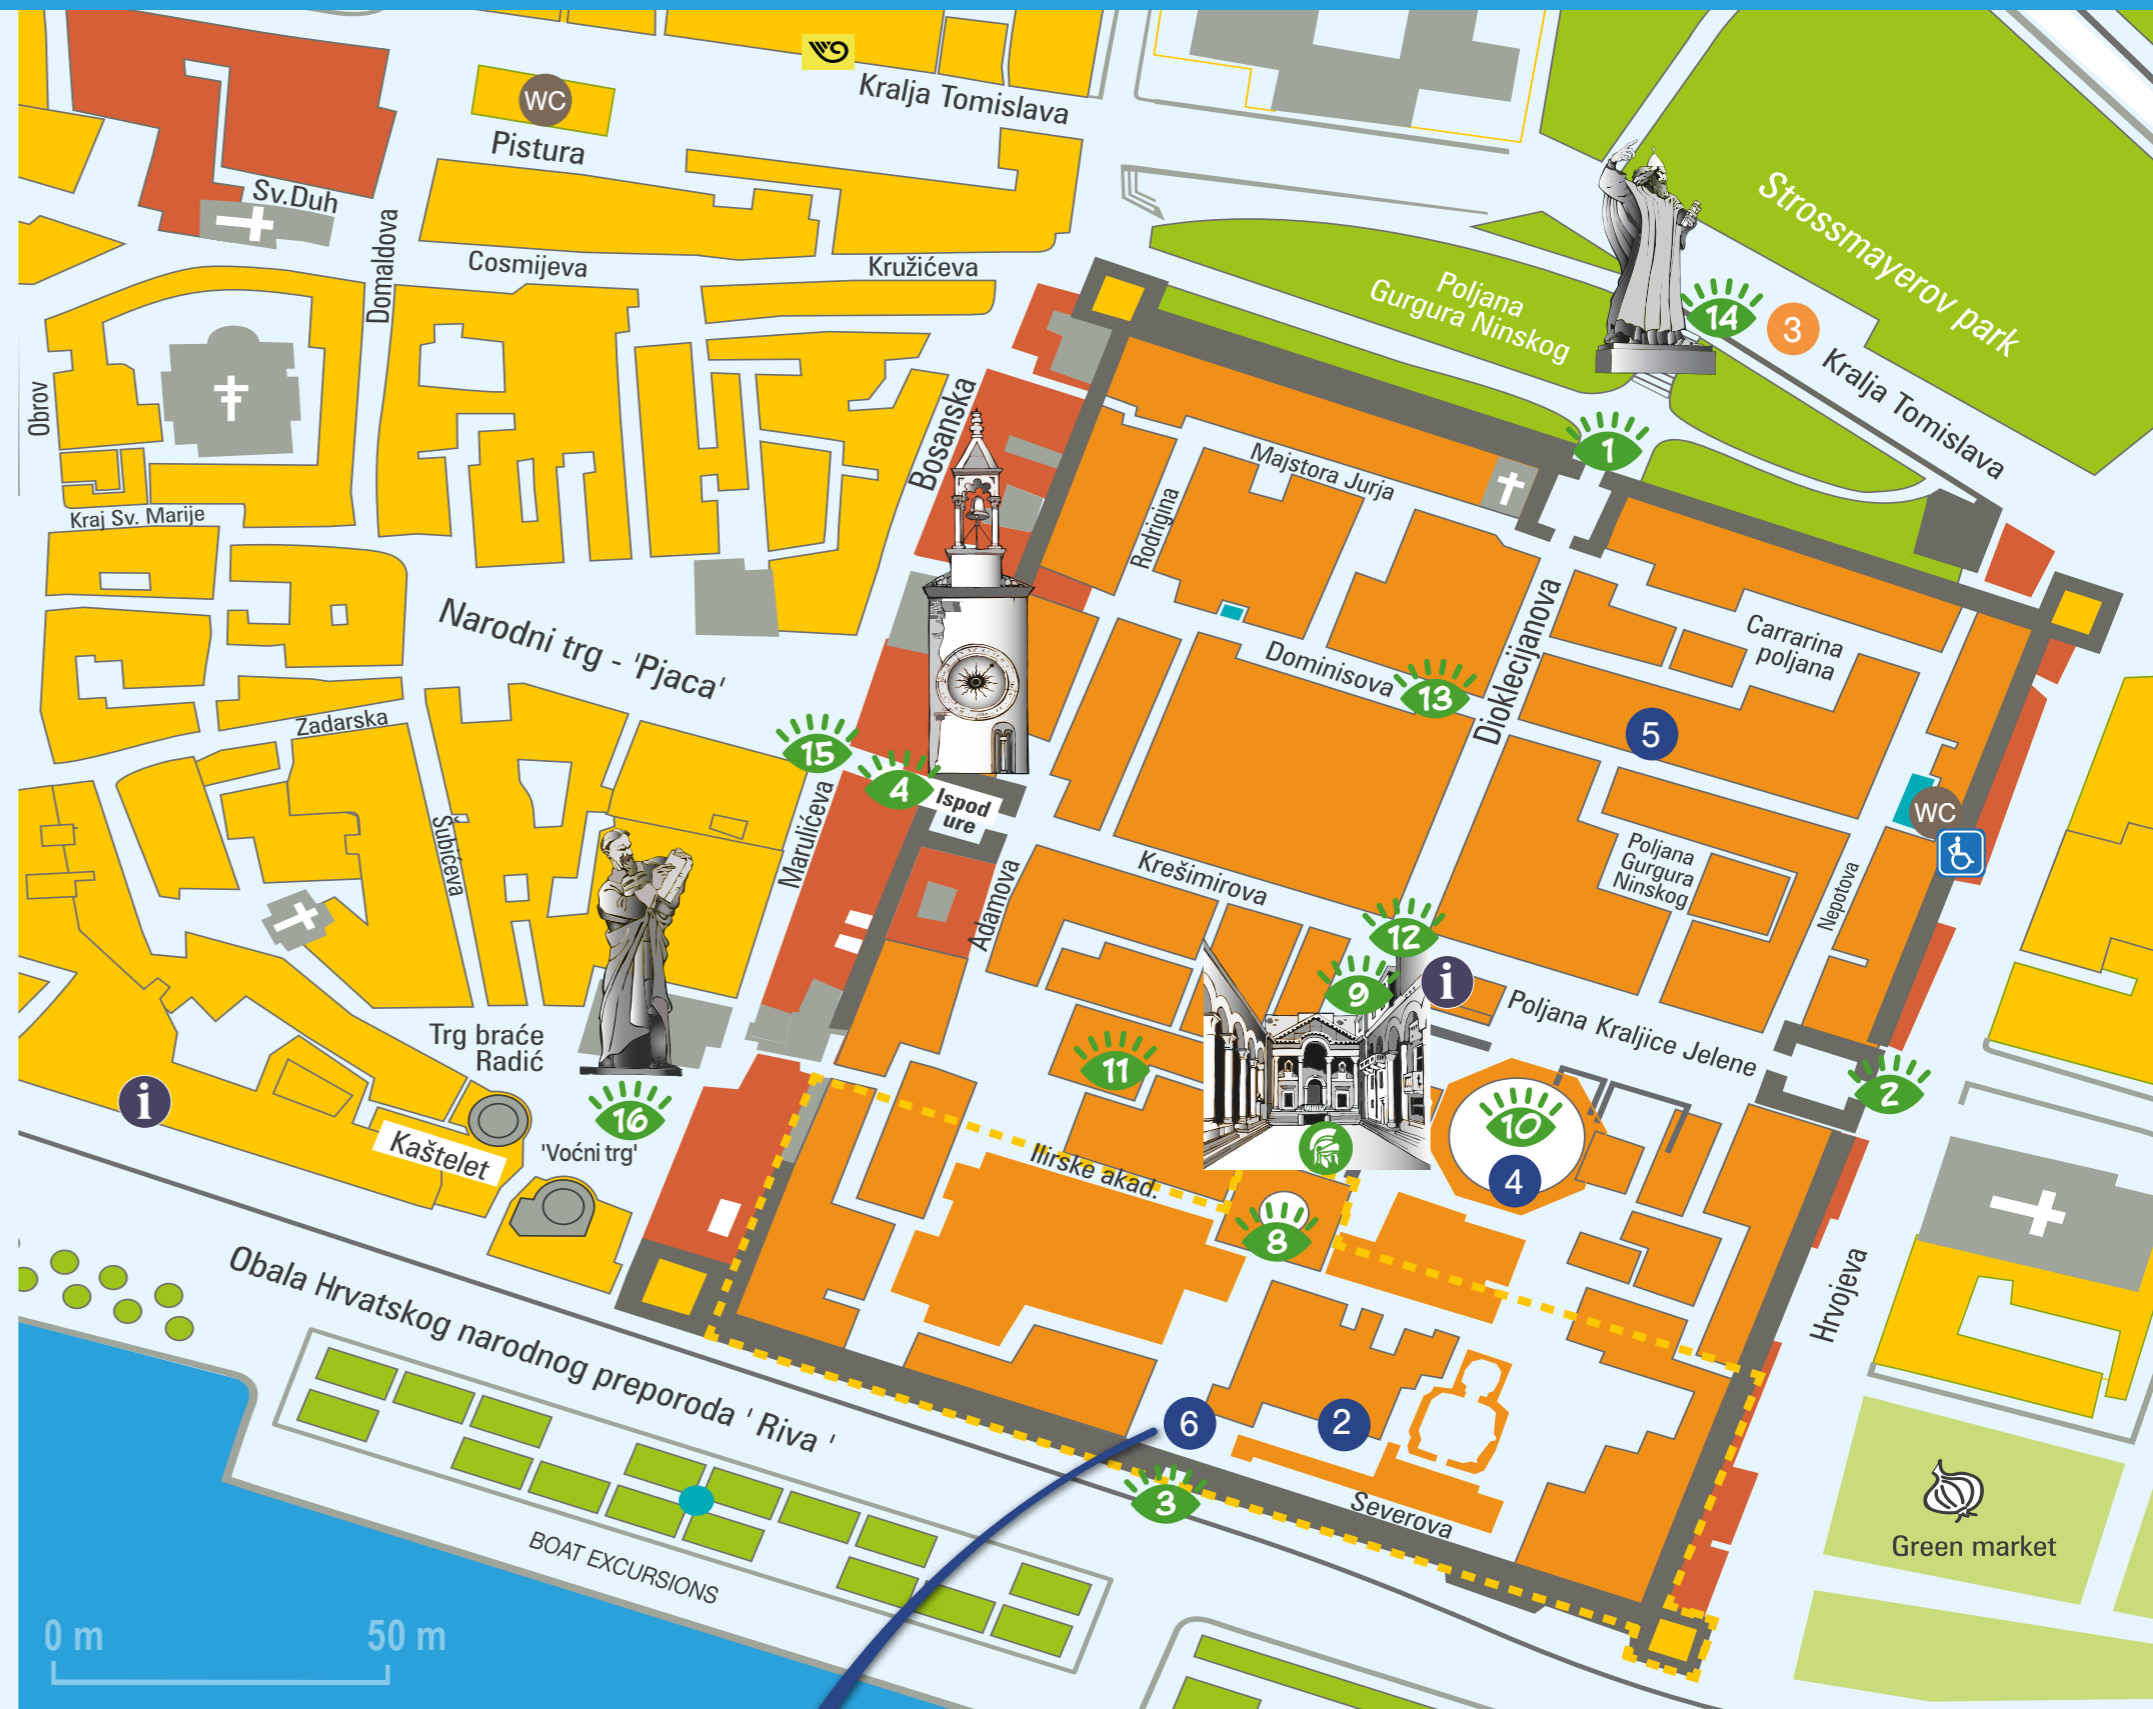 Kralja Tomislava
WC
Pistura
Sv.Duh
Domaldova
Cosmijeva
Kružićeva
Strossmayerov park
Poljana
Gurgura Ninskog
14
3
Kralja Tomislava
Obrov
Bosanska
1
Majstora Jurja
Rodrigina
Kraj Sv. Marije
Narodni trg - 'Pjaca'
Dioklecijanova
Carrarina
poljana
Dominisova
13
Zadarska
15
5
4
Ispod
ure
WC
Marulićeva
Šubićeva
Adamova
Krešimirova
Poljana
Gurgura
Ninskog
Nepotova
12
9
i
Poljana Kraljice Jelene
Trg braće
Radić
11
2
i
16
10
Kaštelet
'Voćni trg'
Ilirske akad.
4
8
Obala Hrvatskog narodnog preporoda ' Riva '
Hrvojeva
6
2
3
Severova
Green market
BOAT EXCURSIONS
0 m
50 m